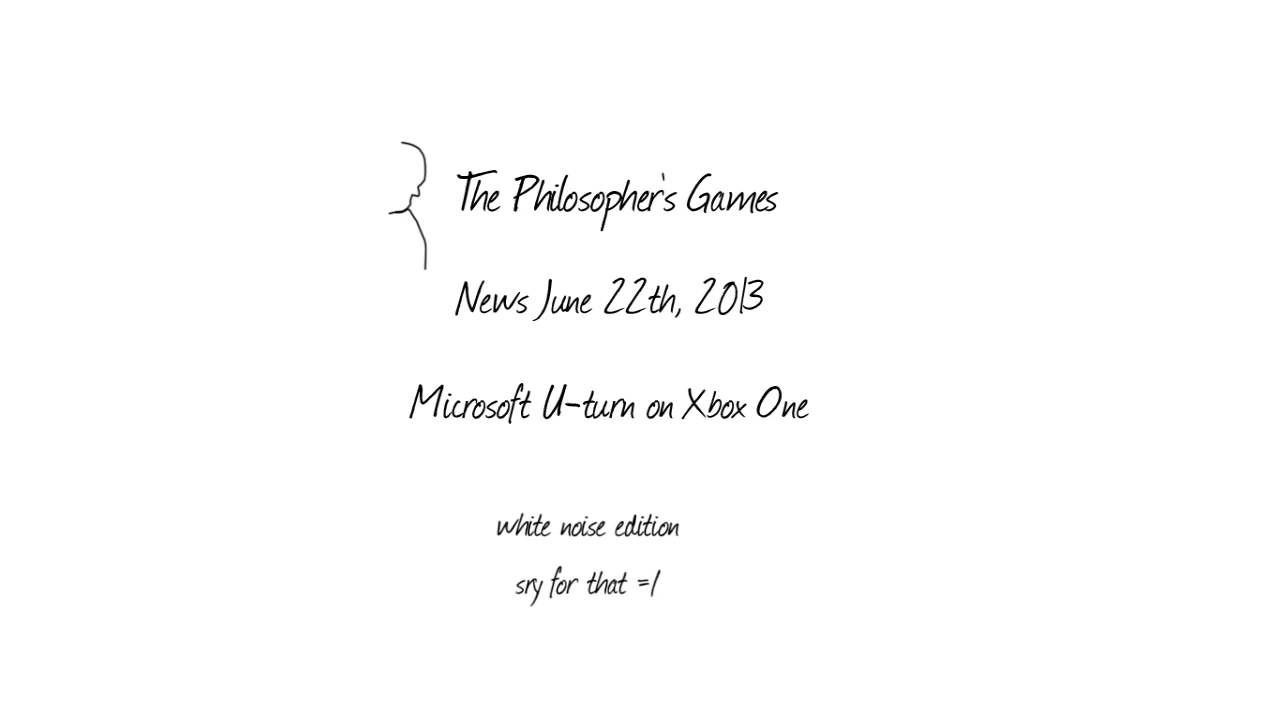 The Philosopher's Games
News June 22th, 2013
Microsoft U-turn on Xbox One
white noise edition
sry for that =/